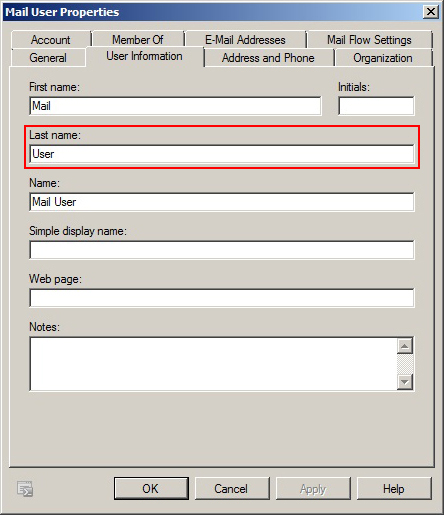 Mail User Properties
Account Member Of E-Mail Addresses Mail Flow Settings
General User Information Address and Phone Organization
First name: Initials:
Mail
Last name:
User
Name:
Mail User
Simple display name:
Web page:
Notes:
OK Cancel Apply Help